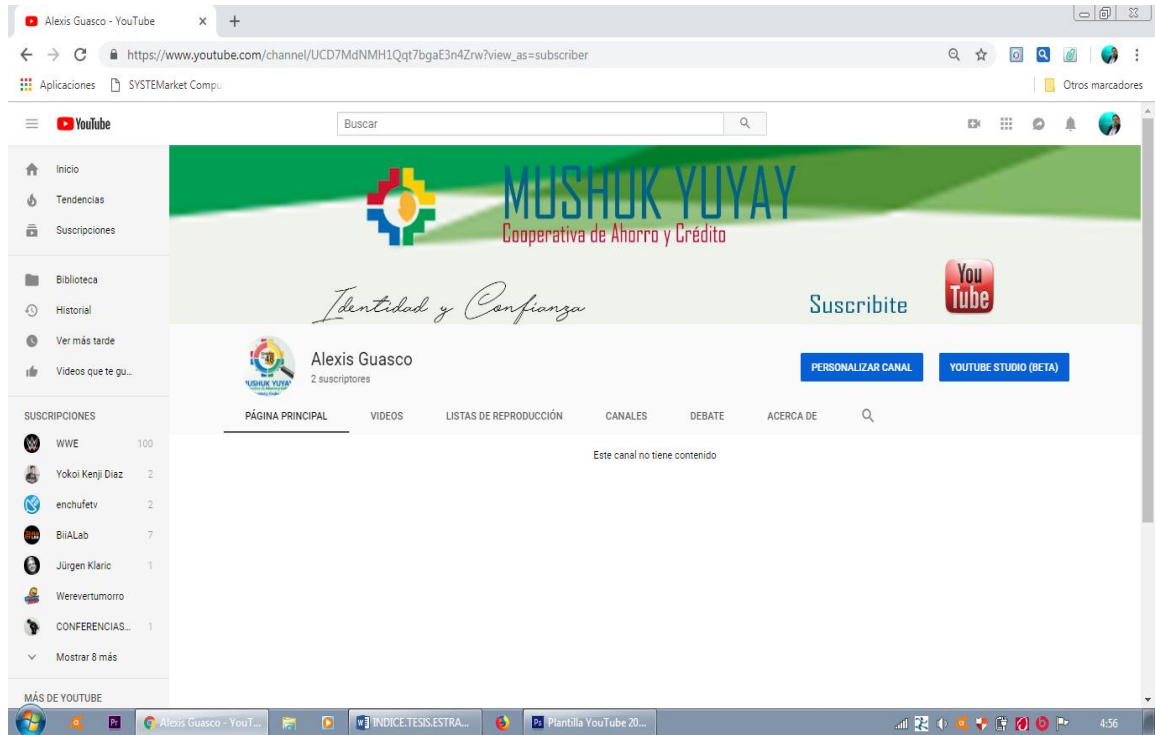 Alexis Guasco - YouTube
https://www.youtube.com/channel/UCD7MdNMH1Qqt7bgaE3n4Zrw?view_as=subscriber
Aplicaciones SYSTEMarket Compu
Otros marcadores
YouTube
Buscar
Inicio
Tendencias
Suscripciones
Biblioteca
Historial
Ver más tarde
Videos que te gu...
SUSCRIPCIONES
WWE 100
Yokoi Kenji Diaz 2
enchufetv 2
BiiALab 7
Jürgen Klaric 1
Werevertumorro
CONFERENCIAS... 1
Mostrar 8 más
MÁS DE YOUTUBE
MUSHUK YUYAY
Cooperativa de Ahorro y Crédito
Identidad y Confianza
Suscribite
You
Tube
Alexis Guasco
2 suscriptores
PERSONALIZAR CANAL
YOUTUBE STUDIO (BETA)
PÁGINA PRINCIPAL VIDEOS LISTAS DE REPRODUCCIÓN CANALES DEBATE ACERCA DE
Este canal no tiene contenido
Alexis Guasco - YouT...
INDICE.TESIS.ESTRA...
Plantilla YouTube 20...
4:56